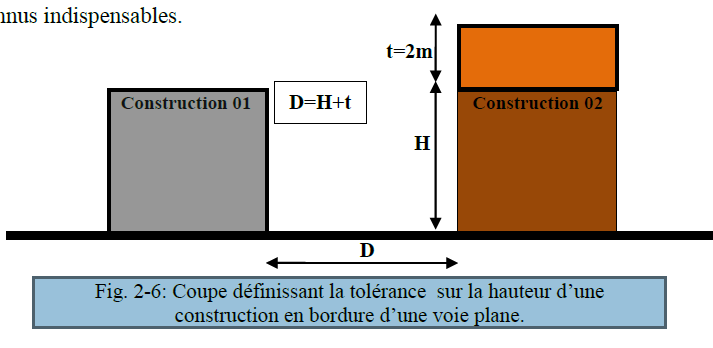 indispensables.
t=2m
Construction 01
D=H+t
Construction 02
H
D
Fig. 2-6: Coupe définissant la tolérance sur la hauteur d’une
construction en bordure d’une voie plane.